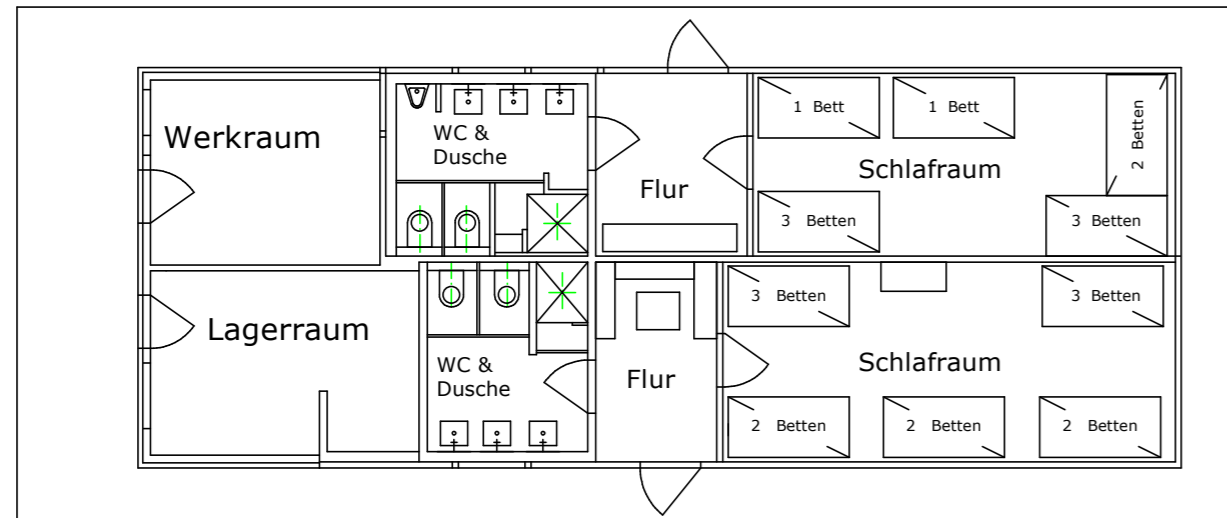 Werkraum
WC &
Dusche
Flur
1 Bett
1 Bett
2 Betten
Schlafraum
3 Betten
3 Betten
Lagerraum
WC &
Dusche
Flur
3 Betten
3 Betten
Schlafraum
2 Betten
2 Betten
2 Betten